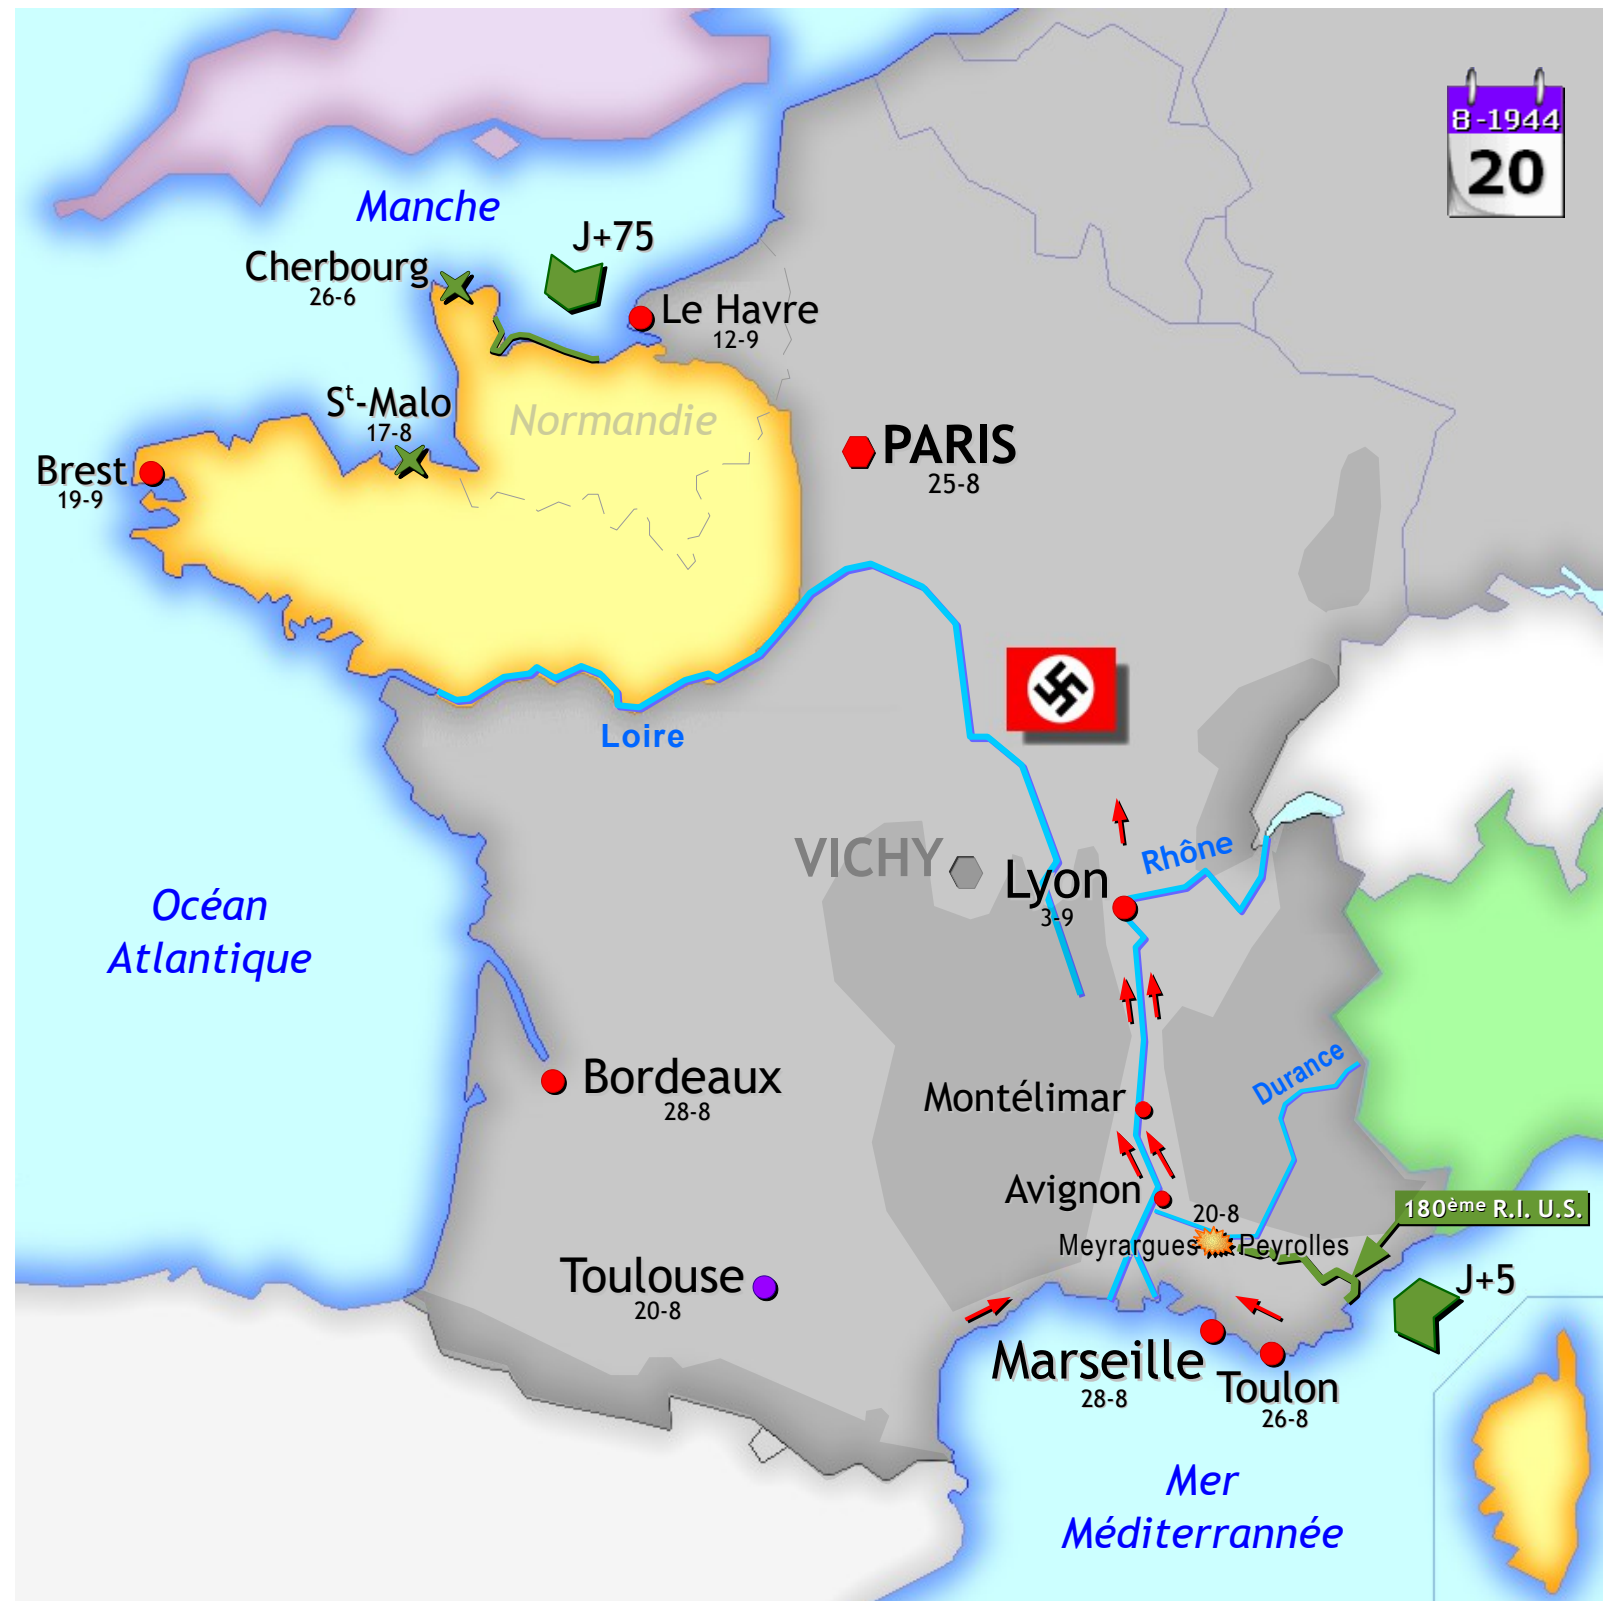 8-1944
20
Manche
J+75
Cherbourg
26-6
Le Havre
12-9
St-Malo
17-8
Normandie
PARIS
25-8
Brest
19-9
Loire
VICHY
Rhône
Lyon
3-9
Océan
Atlantique
Durance
Bordeaux
28-8
Montélimar
Avignon
20-8
180ème R.I. U.S.
Meyrargues
Peyrolles
Toulouse
20-8
J+5
Marseille
28-8
Toulon
26-8
Mer
Méditerrannée